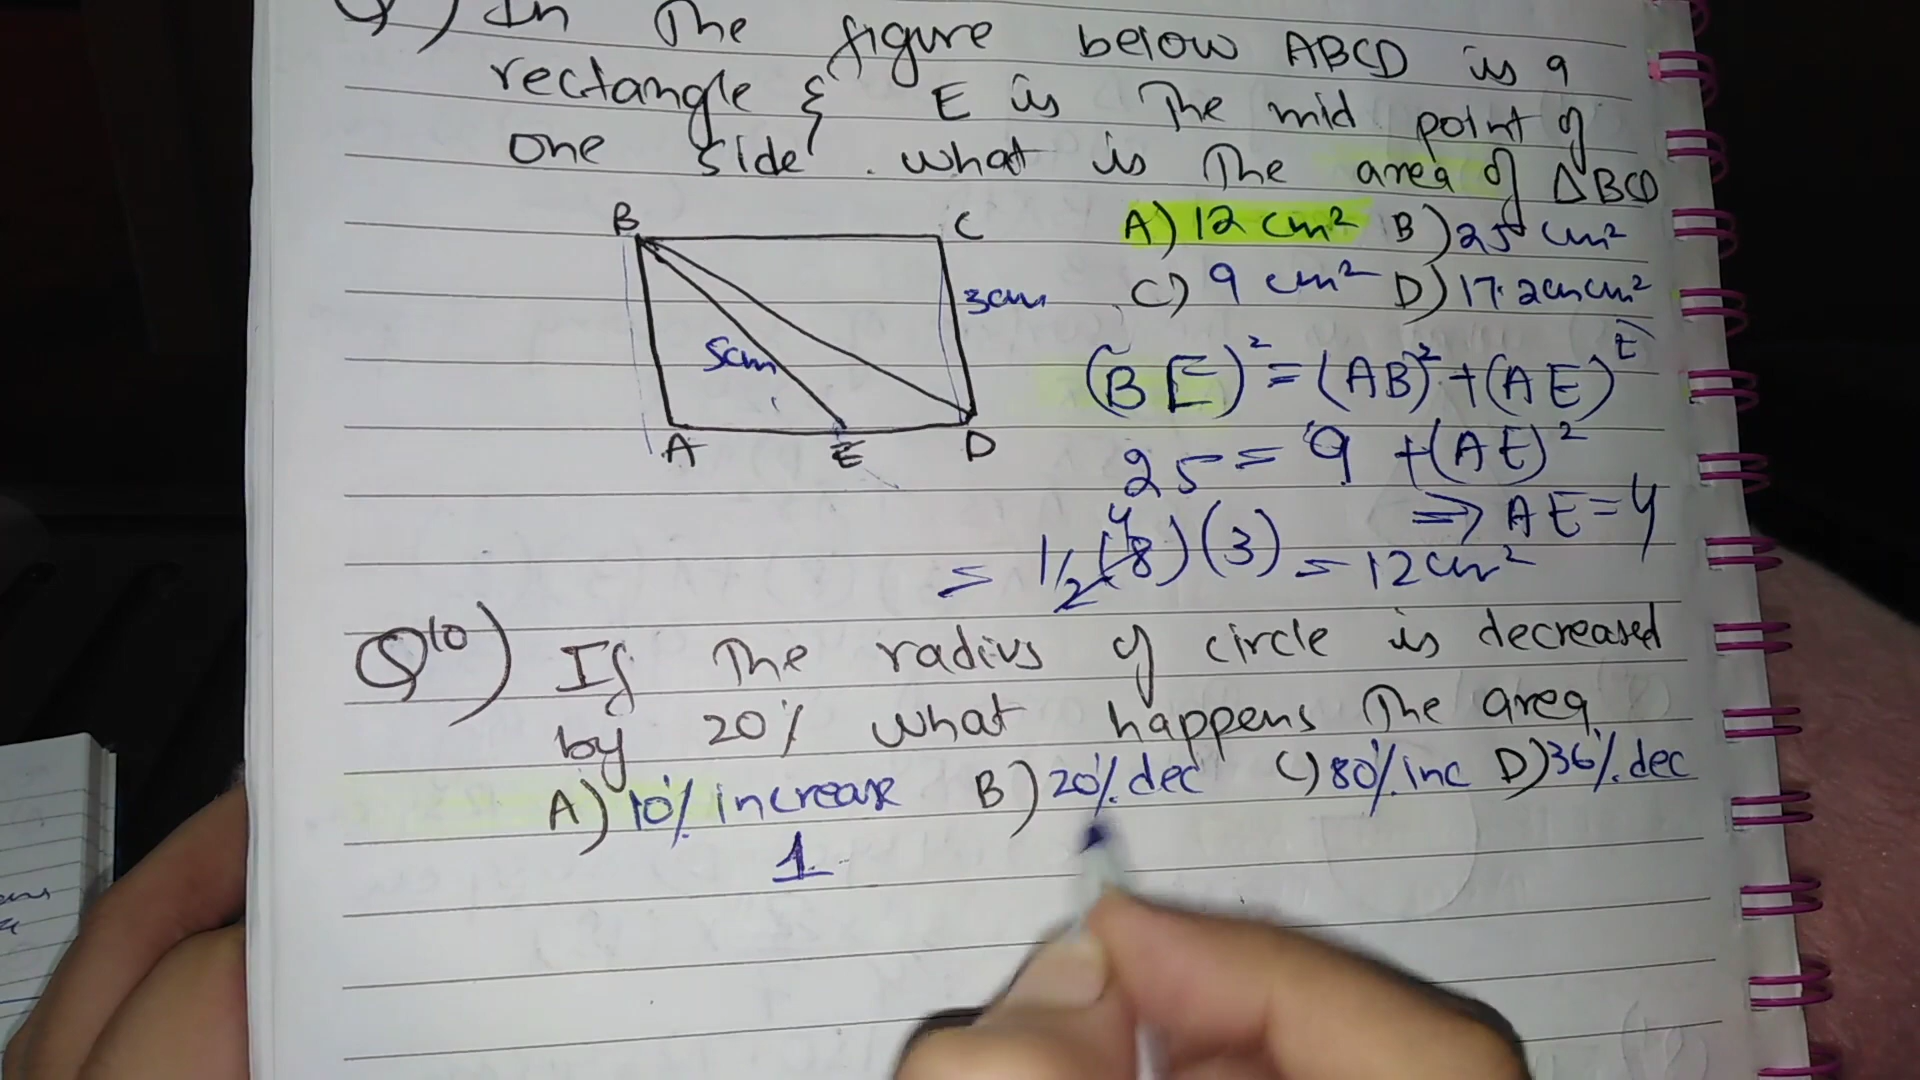 Q ) In The figure below ABCD is a
rectangle & E is The mid point of
one side. what is The area of ΔBCD
A) 12 cm² B) 25 cm²
C) 9 cm² D) 17.2cm cm²
B C
3cm
5cm
A E D
(BE)² = (AB)² + (AE)²
25 = 9 + (AE)²
⇒ AE = 4
= 1/2 (8) (3) = 12 cm²
4
Q10) If The radius of circle is decreased
by 20% what happens The area
A) 10% increase B) 20% dec C) 80% inc D) 36% dec
1